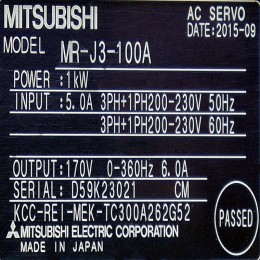 MITSUBISHI
AC SERVO
MODEL MR-J3-100A
DATE:2015-09
POWER :1kW
INPUT :5.0A 3PH+1PH200-230V 50Hz
3PH+1PH200-230V 60Hz
OUTPUT:170V 0-360Hz 6.0A
SERIAL: D59K23021 CM
KCC-REI-MEK-TC300A262G52
PASSED
MITSUBISHI ELECTRIC CORPORATION
MADE IN JAPAN